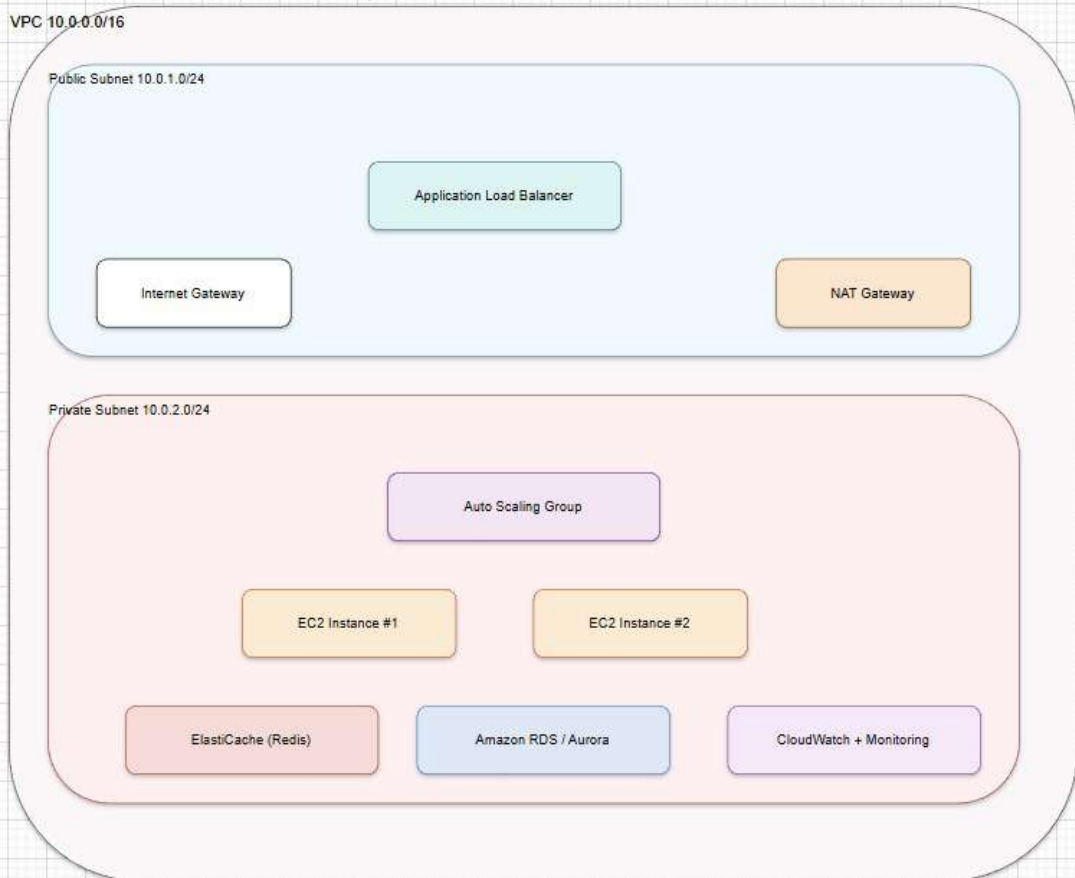 VPC 10.0.0.0/16
Public Subnet 10.0.1.0/24
Application Load Balancer
Internet Gateway
NAT Gateway
Private Subnet 10.0.2.0/24
Auto Scaling Group
EC2 Instance #1
EC2 Instance #2
ElastiCache (Redis)
Amazon RDS / Aurora
CloudWatch + Monitoring